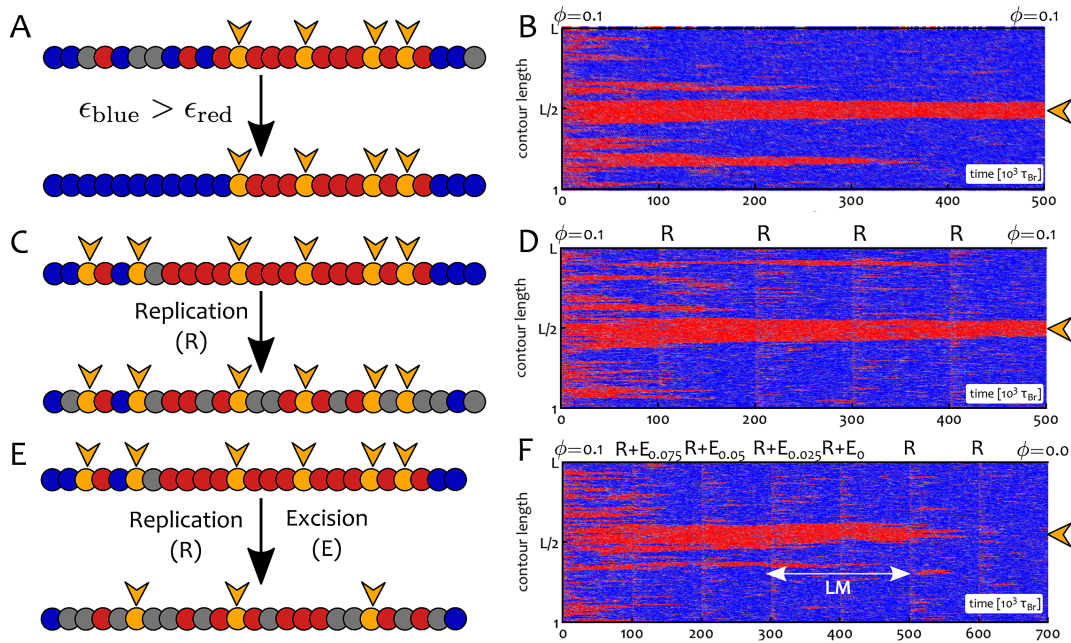 A
ϵblue > ϵred
B
ϕ=0.1
ϕ=0.1
contour length
L
L/2
1
0
100
200
300
400
500
time [10³ τBr]
C
Replication
(R)
D
ϕ=0.1
R
R
R
R
ϕ=0.1
contour length
L
L/2
1
0
100
200
300
400
500
time [10³ τBr]
E
Replication
(R)
Excision
(E)
F
ϕ=0.1
R+E0.075
R+E0.05
R+E0.025
R+E0
R
R
ϕ=0.0
contour length
L
L/2
1
LM
0
100
200
300
400
500
600
700
time [10³ τBr]